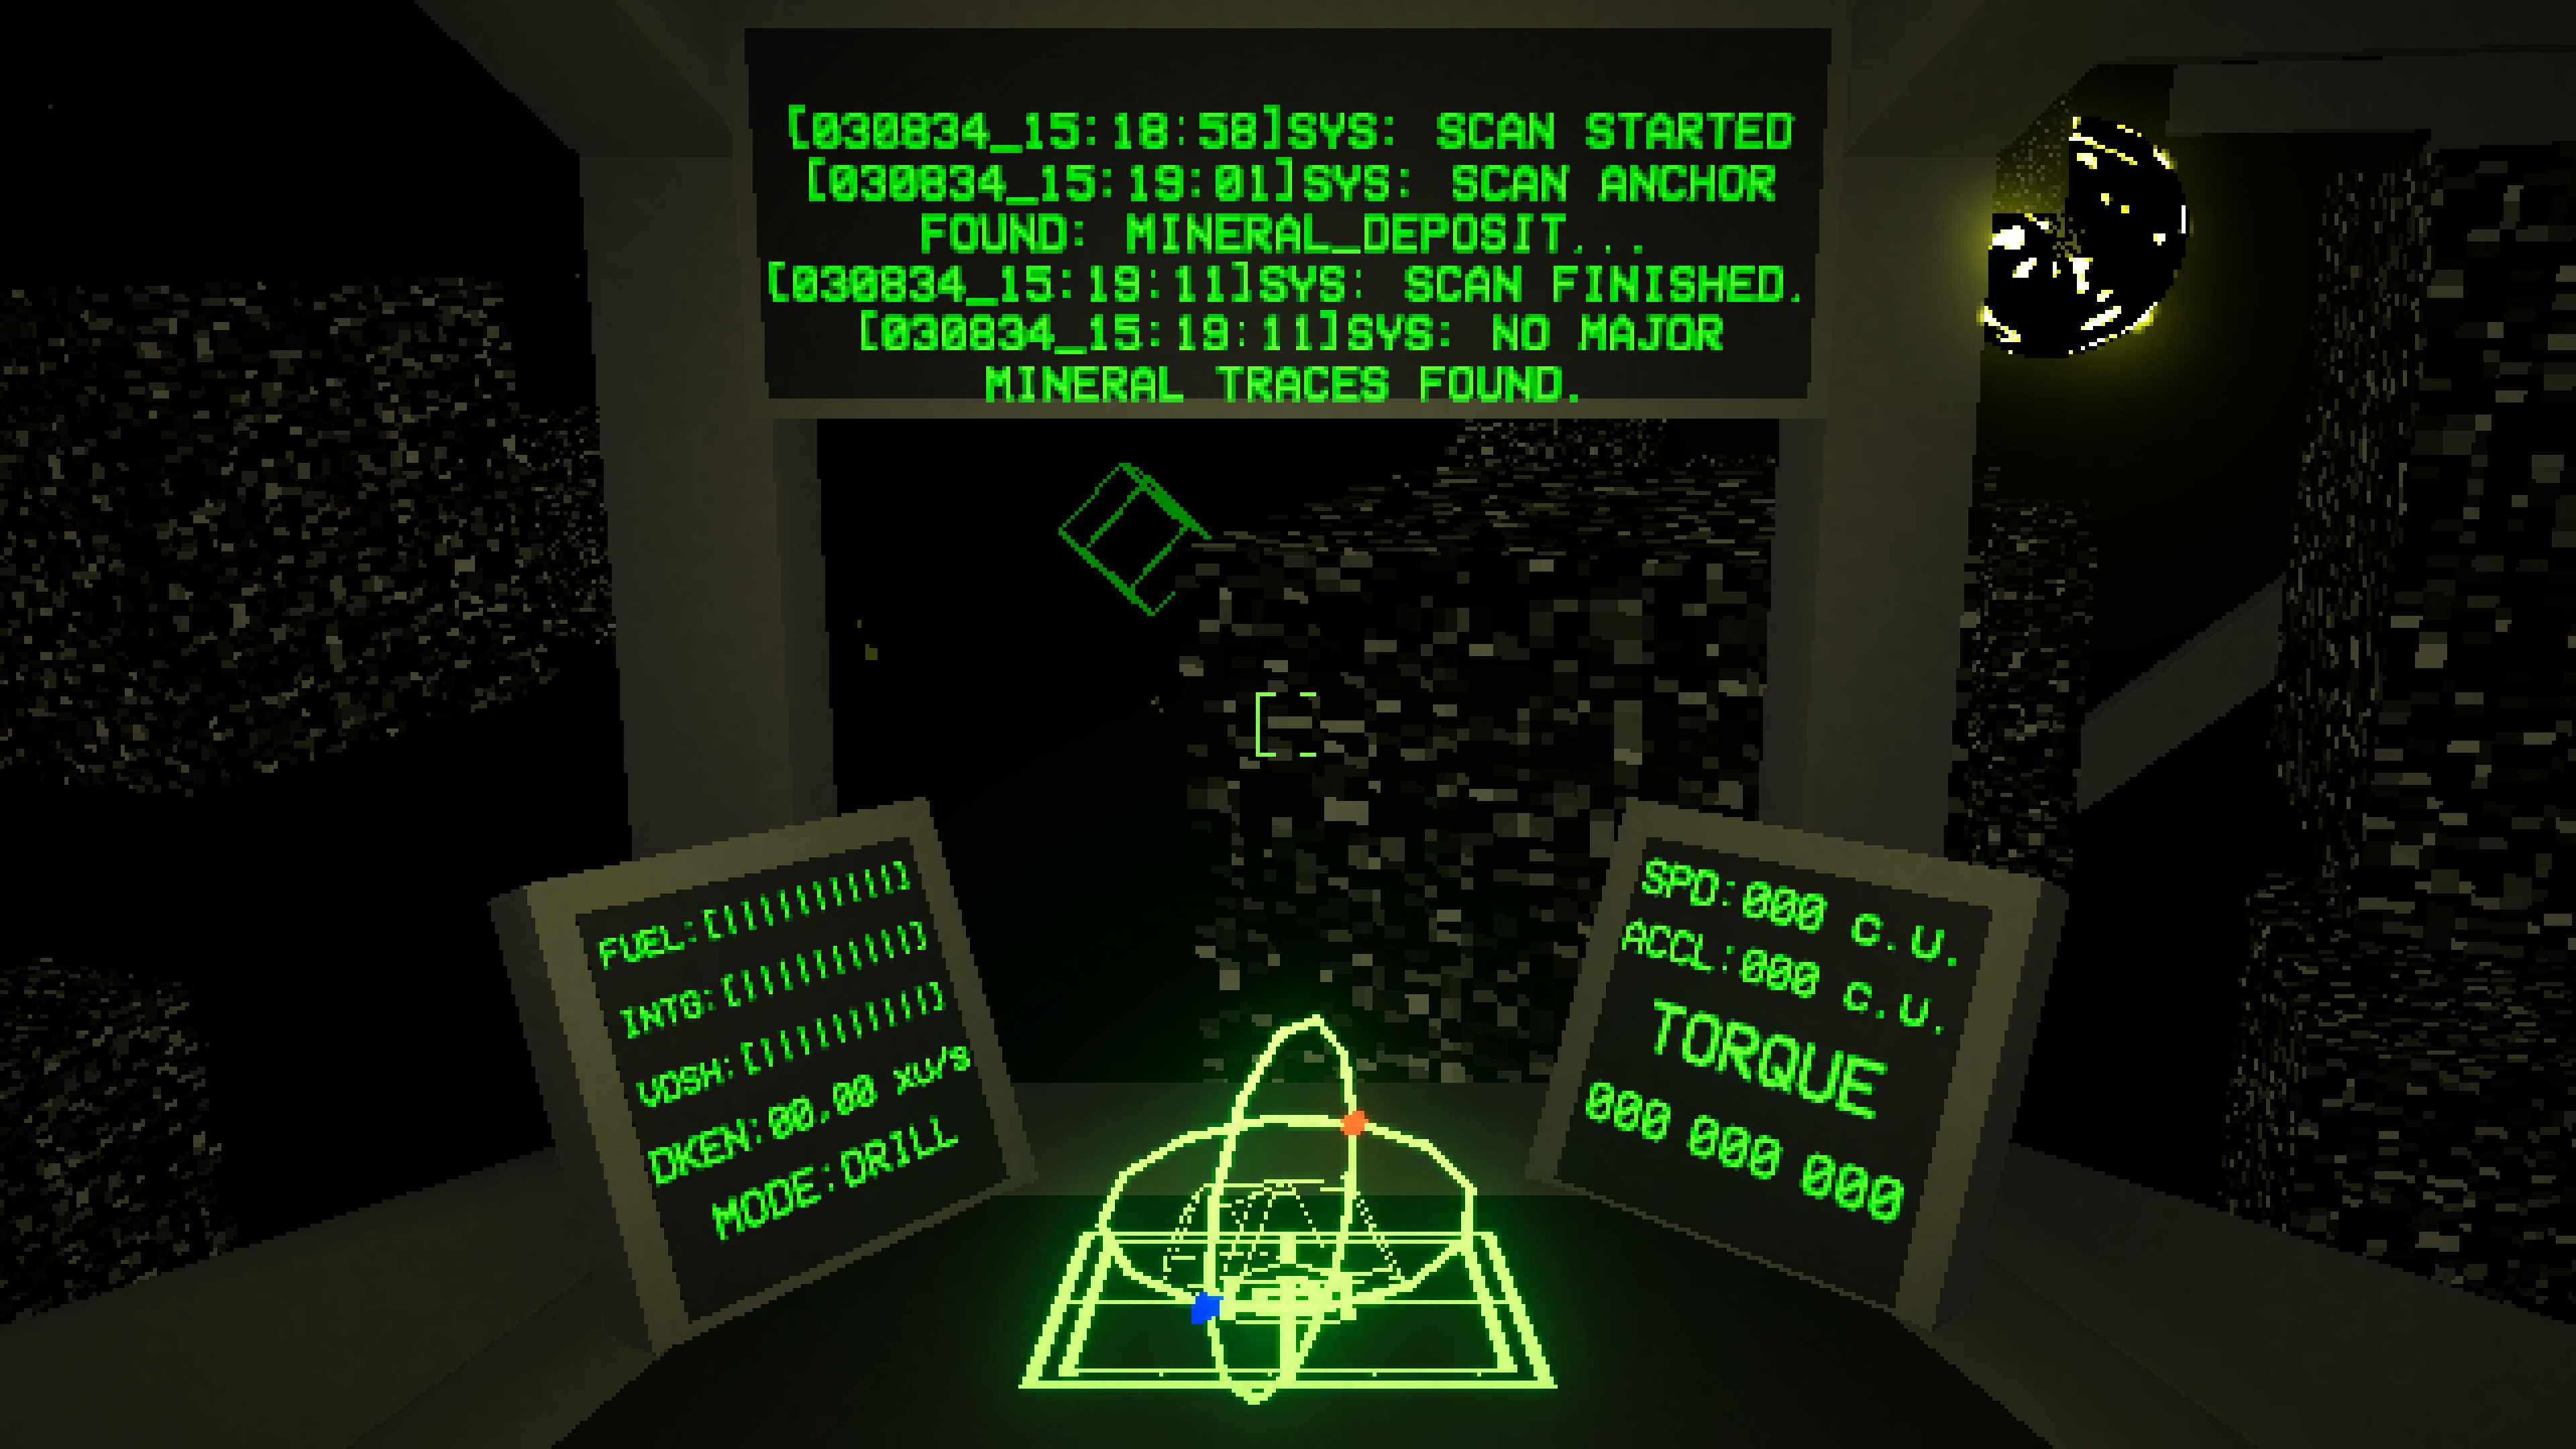 [030834_15:18:58]SYS: SCAN STARTED
[030834_15:19:01]SYS: SCAN ANCHOR
FOUND: MINERAL_DEPOSIT...
[030834_15:19:11]SYS: SCAN FINISHED.
[030834_15:19:11]SYS: NO MAJOR
MINERAL TRACES FOUND.
FUEL:[||||||||||||]
INTG:[||||||||||||]
VDSH:[||||||||||||]
DKEN:00.00 xU/s
MODE:DRILL
SPD:000 c.u.
ACCL:000 c.u.
TORQUE
000 000 000